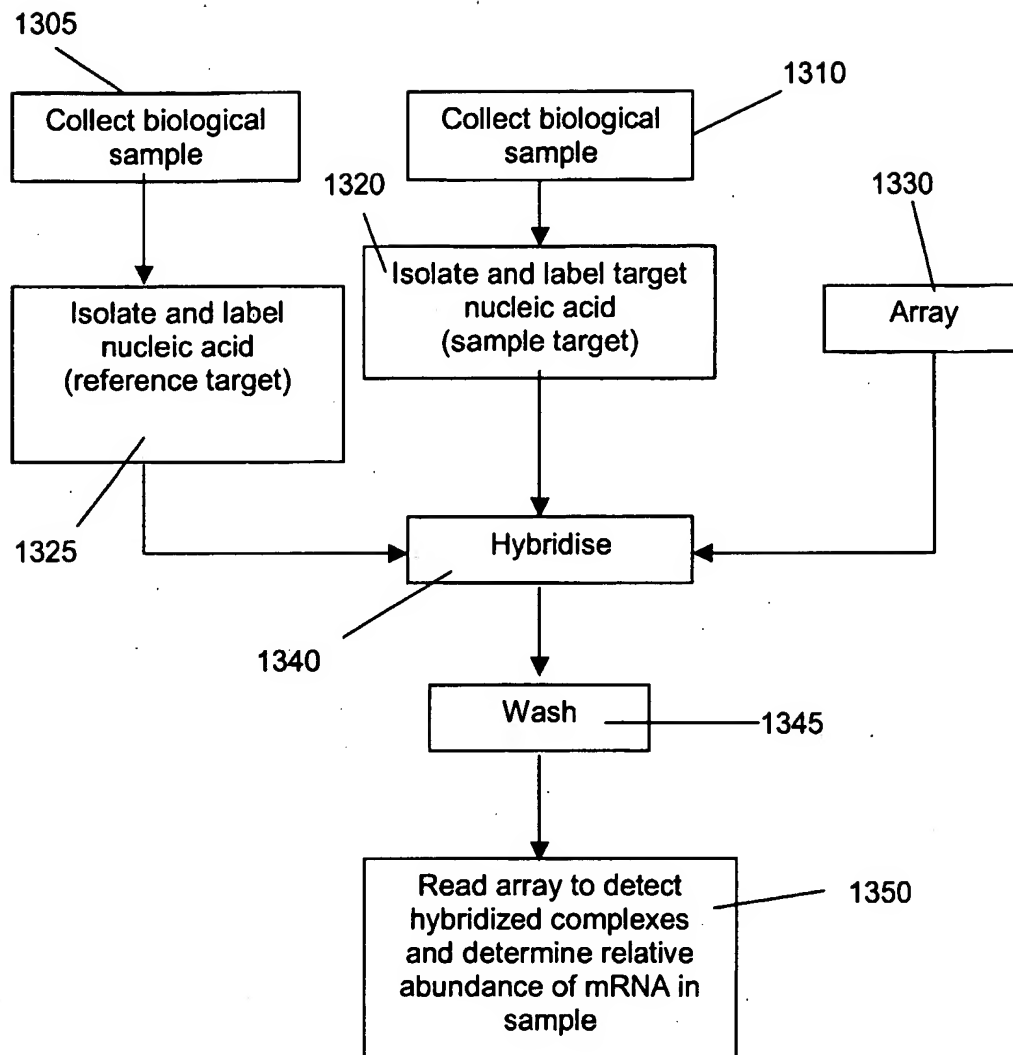 1305
Collect biological
sample
1310
Collect biological
sample
1320
1330
Isolate and label
nucleic acid
(reference target)
Isolate and label target
nucleic acid
(sample target)
Array
1325
Hybridise
1340
Wash
1345
Read array to detect
hybridized complexes
and determine relative
abundance of mRNA in
sample
1350